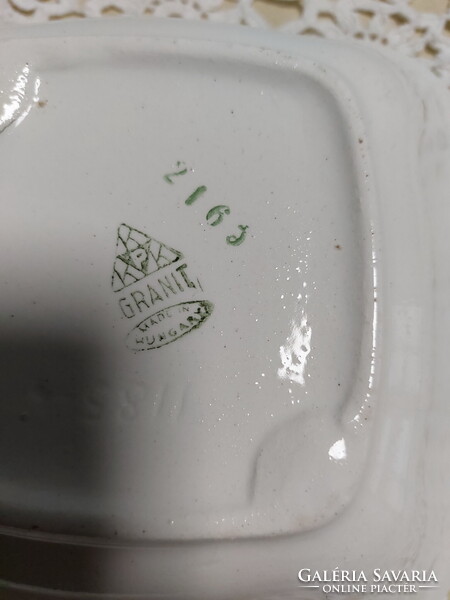 2163
GRANIT
MADE IN
HUNGARY
GALÉRIA SAVARIA
ONLINE PIACTÉR